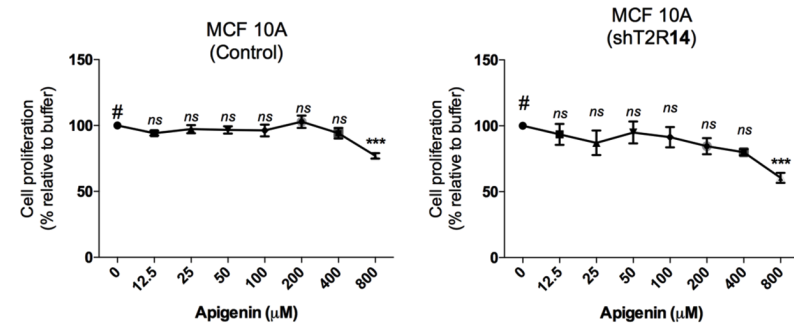 MCF 10A
(Control)
Cell proliferation
(% relative to buffer)
150
100
50
0
#
ns
ns
ns
ns
ns
ns
***
0
12.5
25
50
100
200
400
800
Apigenin (μM)
MCF 10A
(shT2R14)
Cell proliferation
(% relative to buffer)
150
100
50
0
#
ns
ns
ns
ns
ns
ns
***
0
12.5
25
50
100
200
400
800
Apigenin (μM)